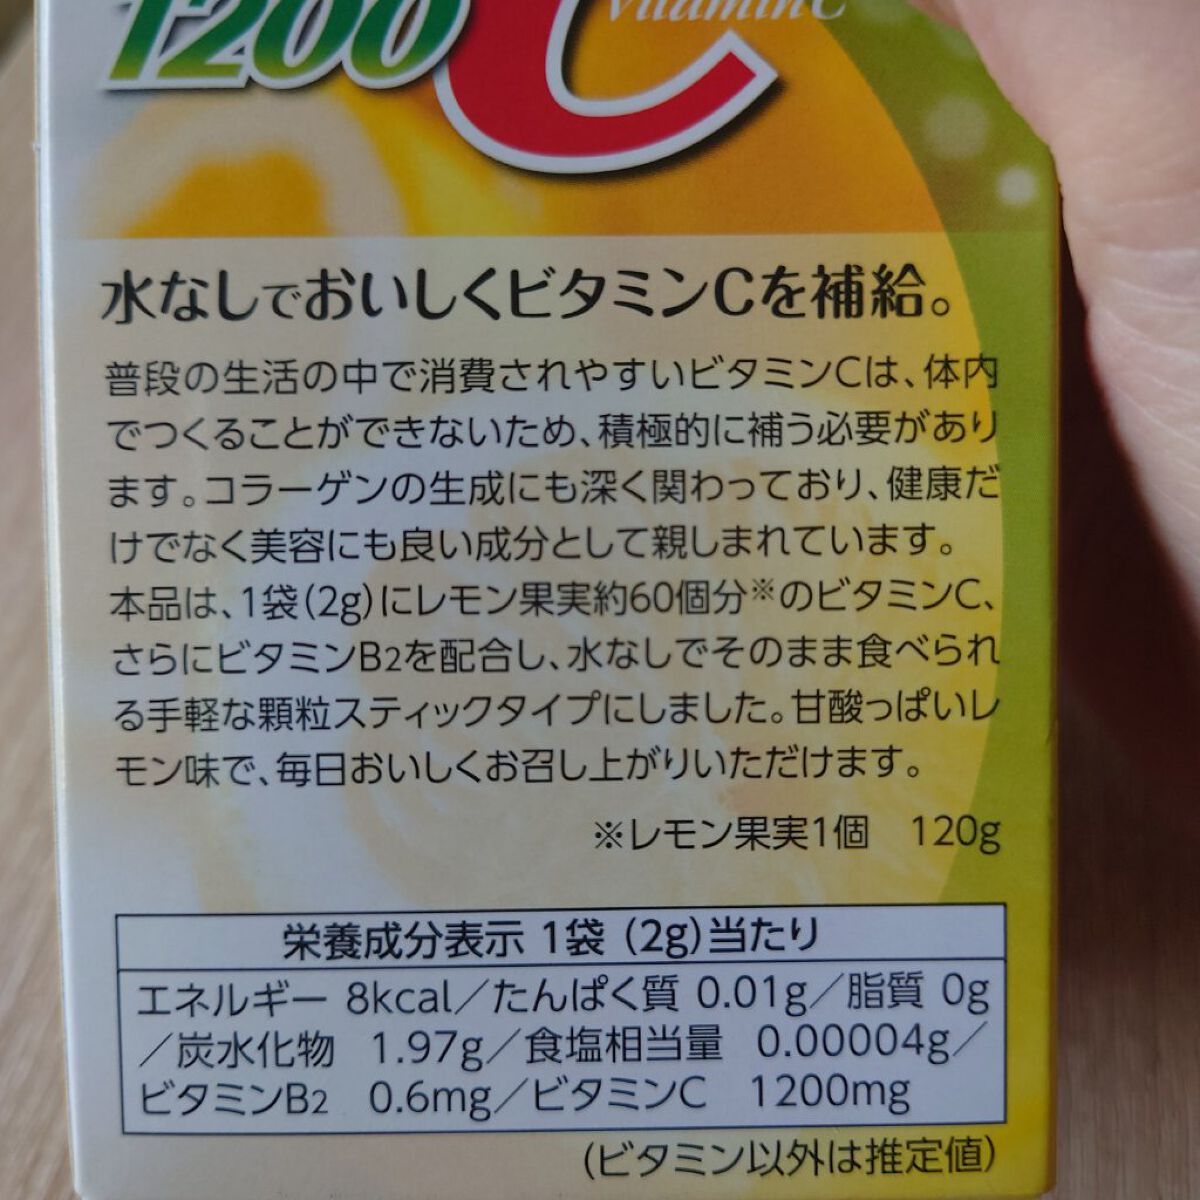 1200 C
Vitamin C
水なしでおいしくビタミンCを補給。
普段の生活の中で消費されやすいビタミンCは、体内
でつくることができないため、積極的に補う必要があり
ます。コラーゲンの生成にも深く関わっており、健康だ
けでなく美容にも良い成分として親しまれています。
本品は、1袋(2g)にレモン果実約60個分※のビタミンC、
さらにビタミンB2を配合し、水なしでそのまま食べられ
る手軽な顆粒スティックタイプにしました。甘酸っぱいレ
モン味で、毎日おいしくお召し上がりいただけます。
※レモン果実1個 120g
栄養成分表示 1袋 (2g)当たり
エネルギー 8kcal/たんぱく質 0.01g/脂質 0g
/炭水化物 1.97g/食塩相当量 0.00004g/
ビタミンB2 0.6mg/ビタミンC 1200mg
(ビタミン以外は推定値)